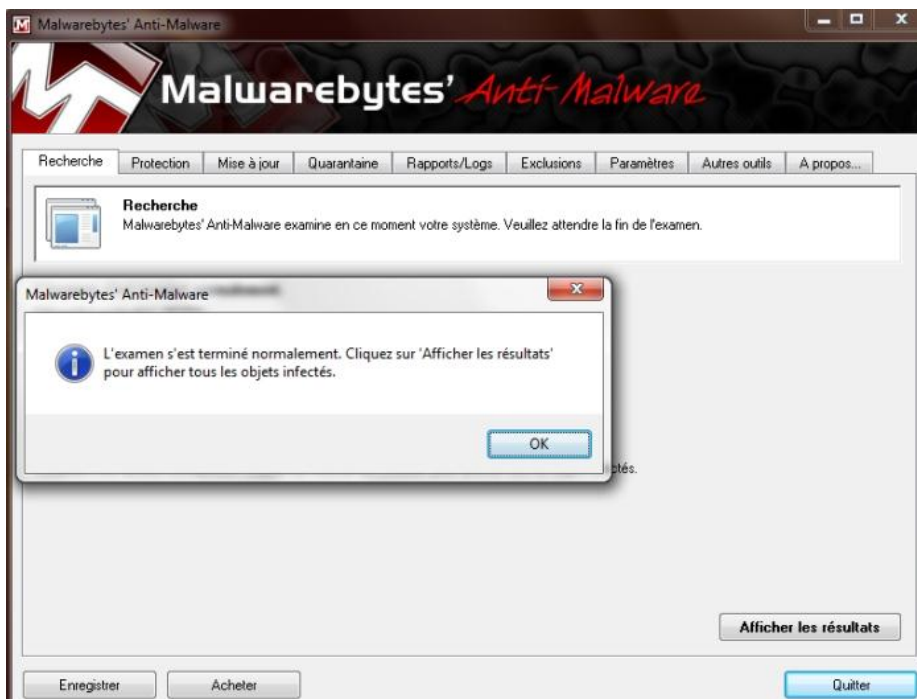 Malwarebytes' Anti-Malware
Malwarebytes' Anti-Malware
Recherche Protection Mise à jour Quarantaine Rapports/Logs Exclusions Paramètres Autres outils A propos...
Recherche
Malwarebytes' Anti-Malware examine en ce moment votre système. Veuillez attendre la fin de l'examen.
Malwarebytes' Anti-Malware
L'examen s'est terminé normalement. Cliquez sur 'Afficher les résultats'
pour afficher tous les objets infectés.
OK
Afficher les résultats
Enregistrer Acheter Quitter